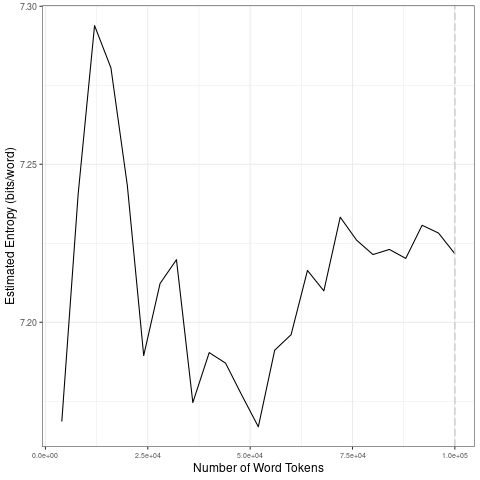 7.30
7.25
7.20
Estimated Entropy (bits/word)
0.0e+00 2.5e+04 5.0e+04 7.5e+04 1.0e+05
Number of Word Tokens